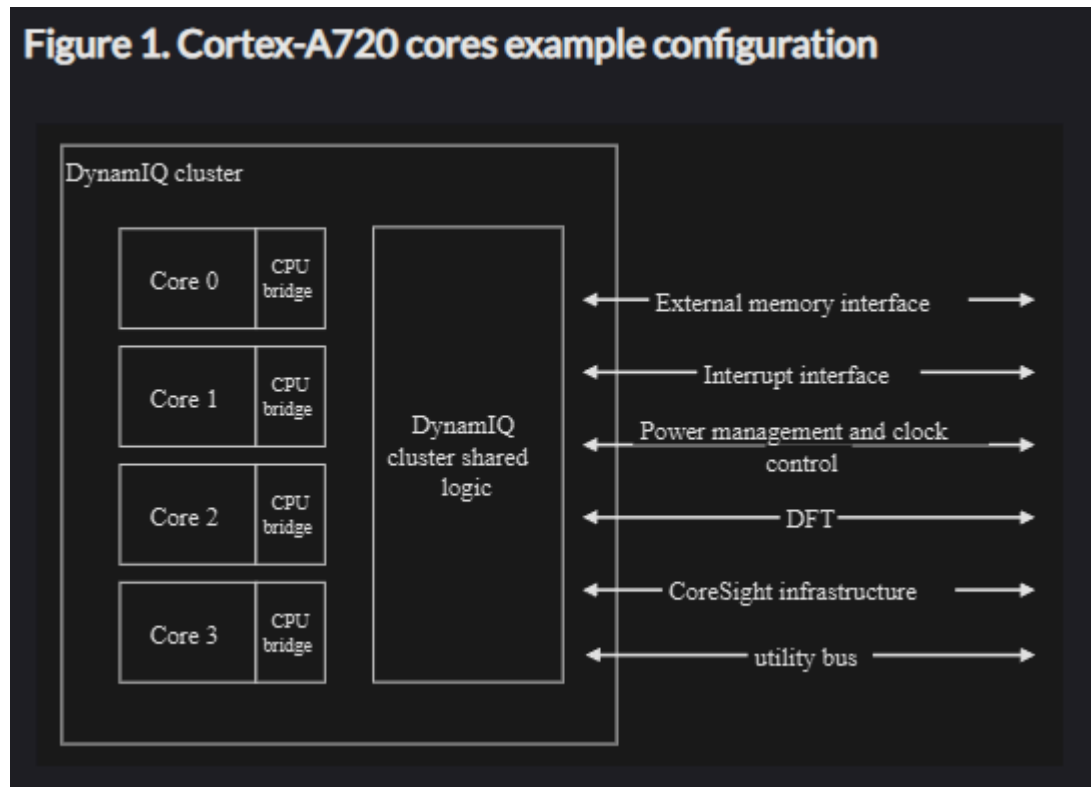 Figure 1. Cortex-A720 cores example configuration
DynamIQ cluster
Core 0
CPU
bridge
Core 1
CPU
bridge
Core 2
CPU
bridge
Core 3
CPU
bridge
DynamIQ
cluster shared
logic
External memory interface
Interrupt interface
Power management and clock
control
DFT
CoreSight infrastructure
utility bus